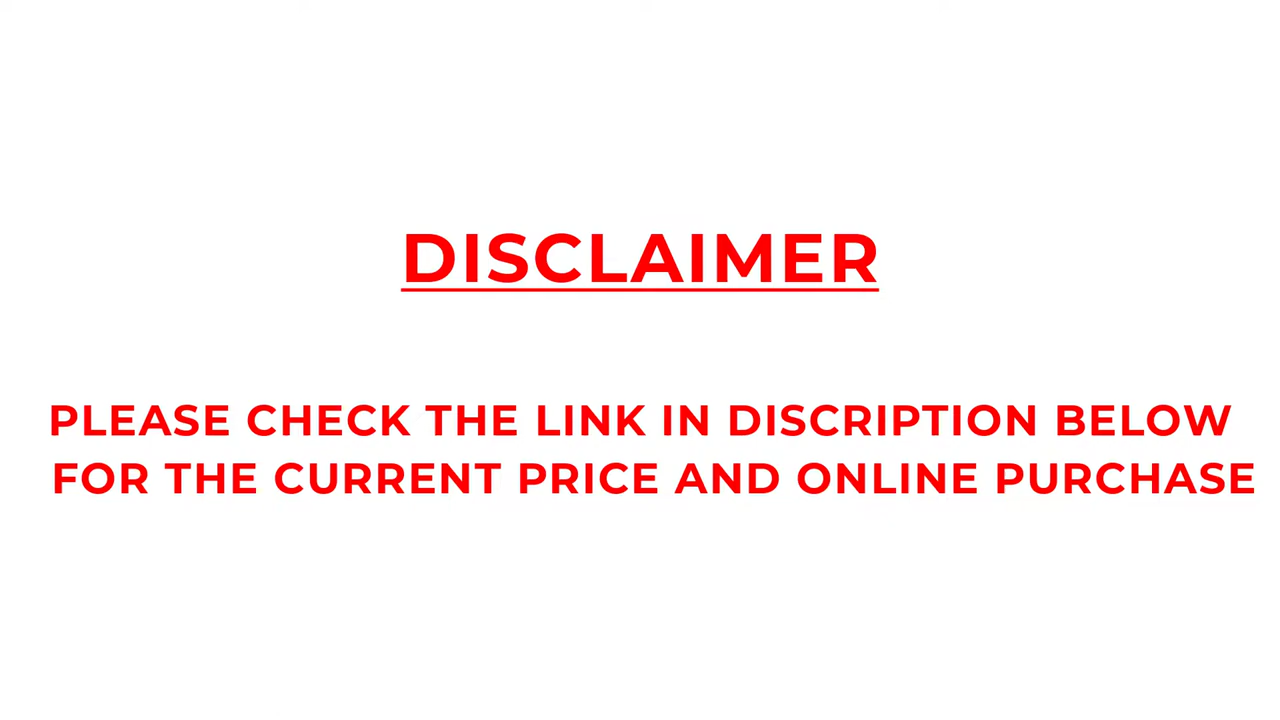 DISCLAIMER
PLEASE CHECK THE LINK IN DISCRIPTION BELOW
FOR THE CURRENT PRICE AND ONLINE PURCHASE